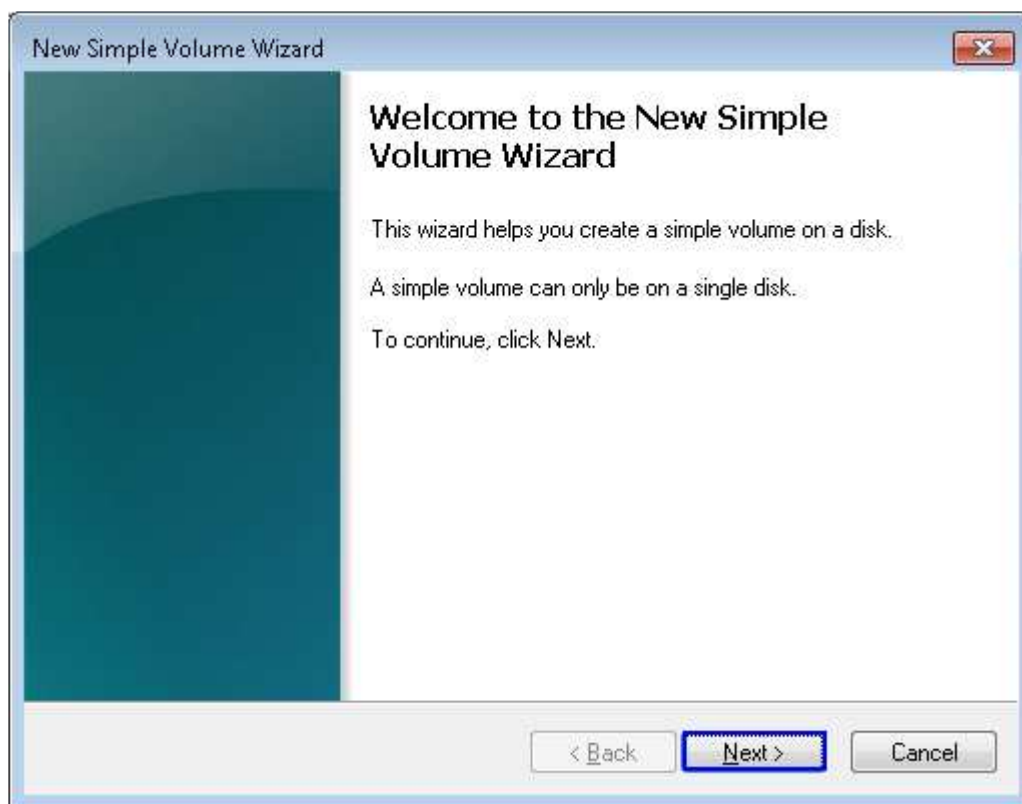 New Simple Volume Wizard
Welcome to the New Simple
Volume Wizard
This wizard helps you create a simple volume on a disk.
A simple volume can only be on a single disk.
To continue, click Next.
< Back
Next >
Cancel